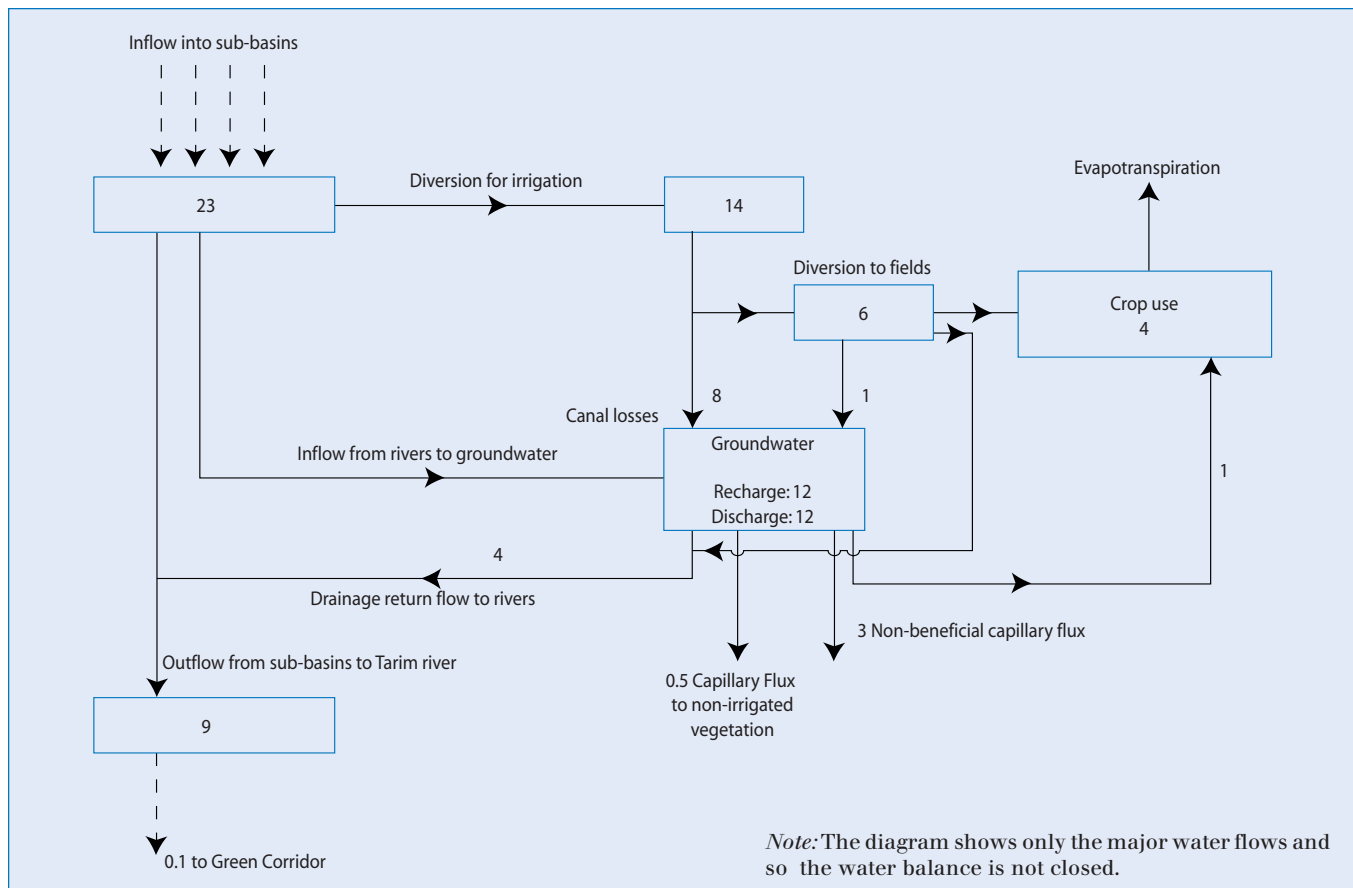 Inflow into sub-basins
23
Diversion for irrigation
14
Evapotranspiration
Diversion to fields
6
Crop use
4
8
1
Canal losses
Groundwater
Recharge: 12
Discharge: 12
Inflow from rivers to groundwater
1
4
Drainage return flow to rivers
3 Non-beneficial capillary flux
Outflow from sub-basins to Tarim river
0.5 Capillary Flux
to non-irrigated
vegetation
9
0.1 to Green Corridor
Note: The diagram shows only the major water flows and
so the water balance is not closed.